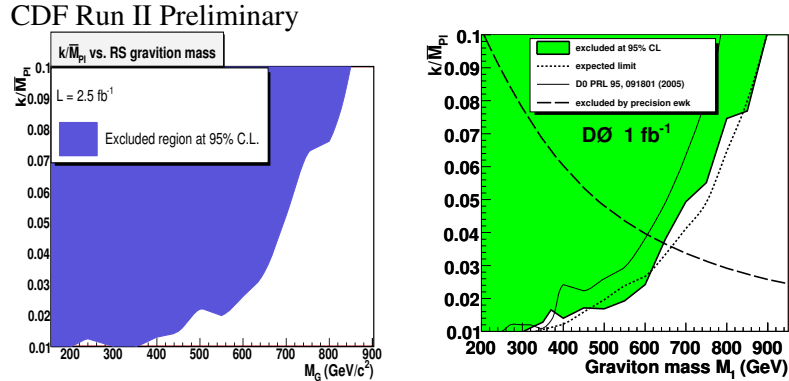 CDF Run II Preliminary
k/M̅Pl vs. RS graviton mass
k/M̅Pl
L = 2.5 fb-1
Excluded region at 95% C.L.
0.1
0.09
0.08
0.07
0.06
0.05
0.04
0.03
0.02
0.01
200 300 400 500 600 700 800 900
MG (GeV/c2)
k/M̅Pl
excluded at 95% CL
expected limit
D0 PRL 95, 091801 (2005)
excluded by precision ewk
DØ 1 fb-1
0.1
0.09
0.08
0.07
0.06
0.05
0.04
0.03
0.02
0.01
200 300 400 500 600 700 800 900
Graviton mass M1 (GeV)